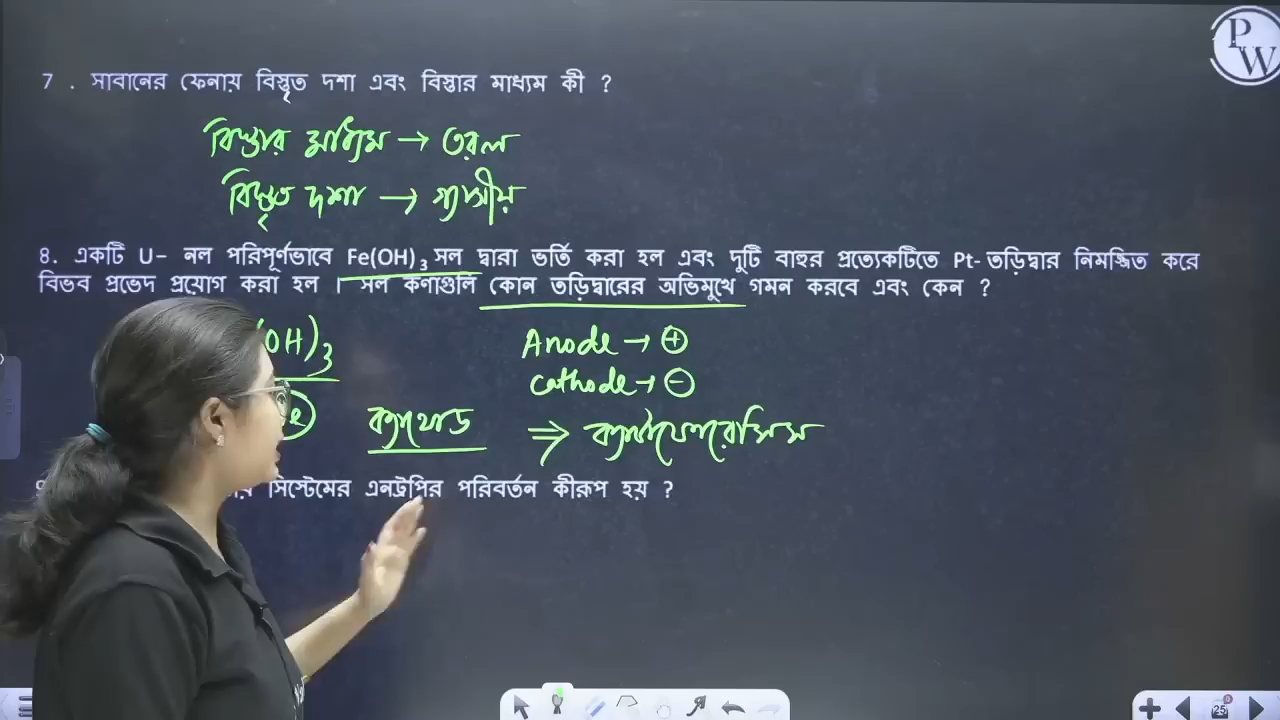 PW
7 . সাবানের ফেনায় বিস্তৃত দশা এবং বিস্তার মাধ্যম কী ?
বিস্তার মাধ্যম → তরল
বিস্তৃত দশা → গ্যাসীয়
8. একটি U- নল পরিপূর্ণভাবে Fe(OH)₃ সল দ্বারা ভর্তি করা হল এবং দুটি বাহুর প্রত্যেকটিতে Pt- তড়িদ্বার নিমজ্জিত করে
বিভব প্রভেদ প্রয়োগ করা হল । সল কণাগুলি কোন তড়িদ্বারের অভিমুখে গমন করবে এবং কেন ?
(OH)₃ Anode → ⊕
Cathode → ⊖
ক্যাথোড ⇒ ক্যাটাফোরেসিস
সিস্টেমের এনট্রপির পরিবর্তন কীরূপ হয় ?
25